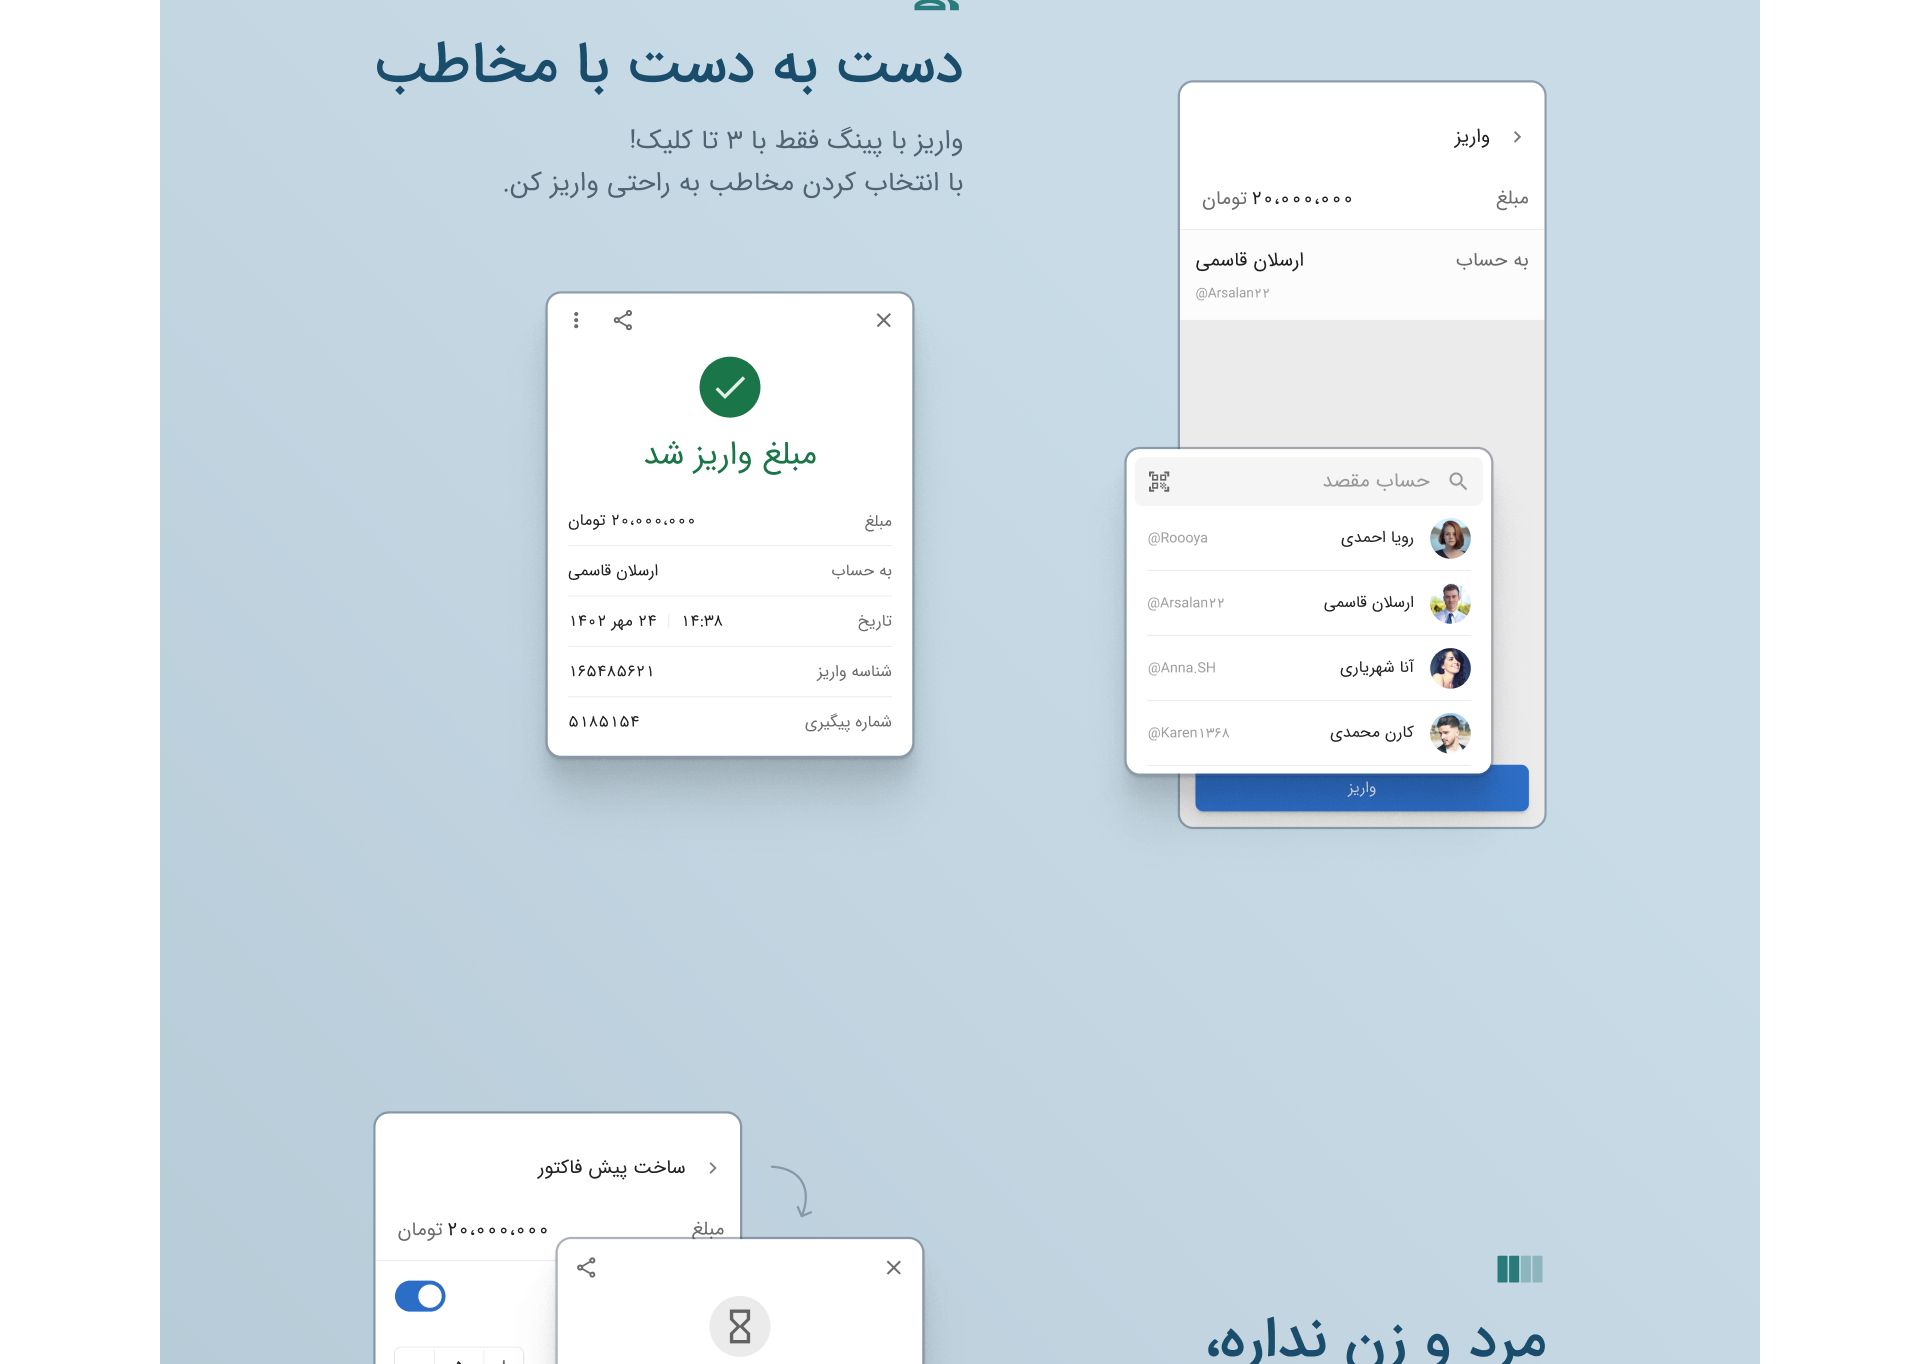 دست به دست با مخاطب
واریز با پینگ فقط با ۳ تا کلیک!
با انتخاب کردن مخاطب به راحتی واریز کن.
واریز
مبلغ ۲۰،۰۰۰،۰۰۰ تومان
به حساب ارسلان قاسمی
@Arsalan۲۲
حساب مقصد
رویا احمدی @Roooya
ارسلان قاسمی @Arsalan۲۲
آنا شهریاری @Anna.SH
کارن محمدی @Karen۱۳۶۸
واریز
مبلغ واریز شد
مبلغ ۲۰،۰۰۰،۰۰۰ تومان
به حساب ارسلان قاسمی
تاریخ ۱۴:۳۸ | ۲۴ مهر ۱۴۰۲
شناسه واریز ۱۶۵۴۸۵۶۲۱
شماره پیگیری ۵۱۸۵۱۵۴
ساخت پیش فاکتور
مبلغ ۲۰،۰۰۰،۰۰۰ تومان
مرد و زن نداره،